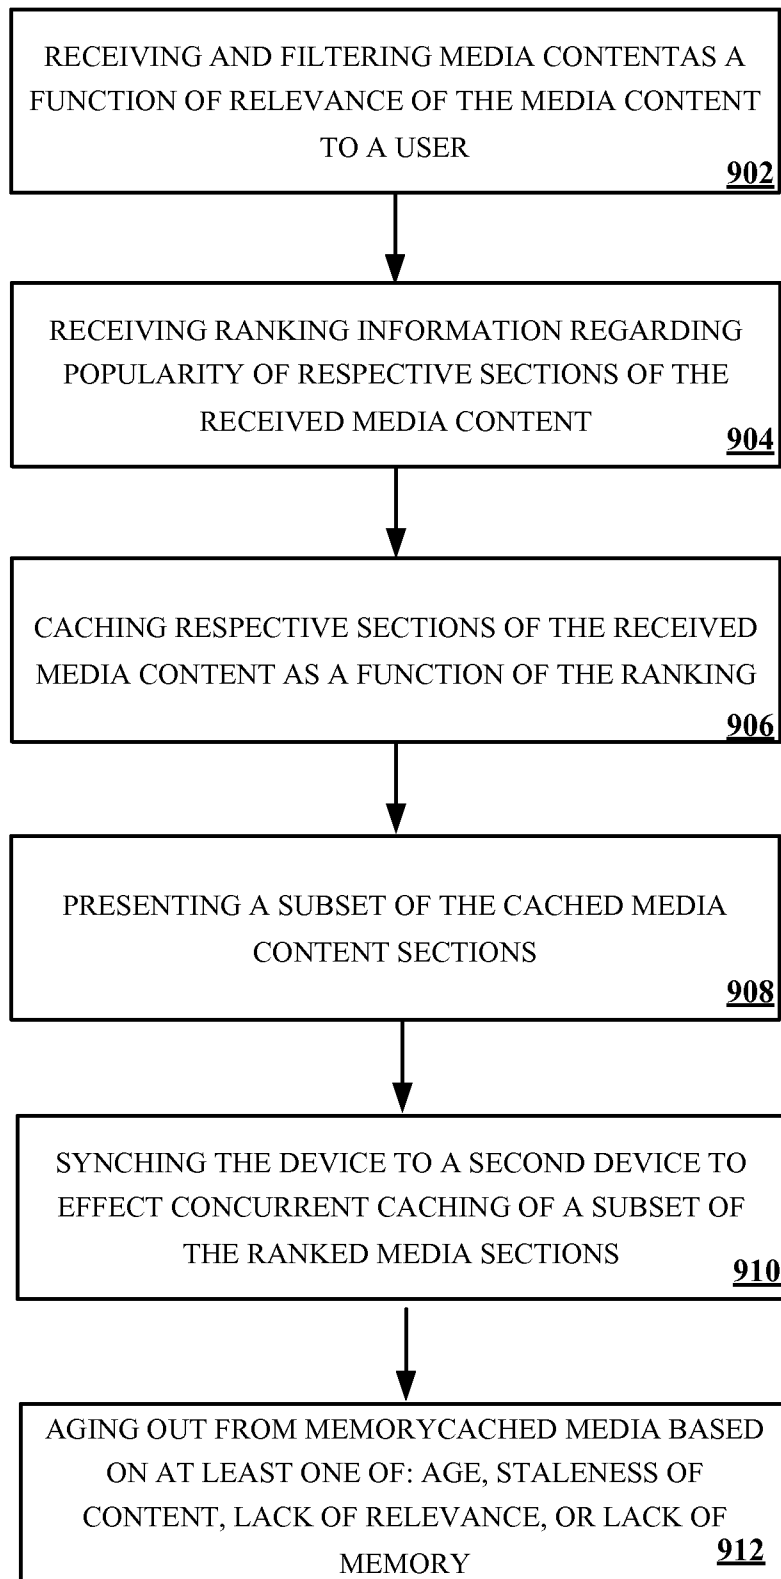 RECEIVING AND FILTERING MEDIA CONTENTAS A
FUNCTION OF RELEVANCE OF THE MEDIA CONTENT
TO A USER
902
RECEIVING RANKING INFORMATION REGARDING
POPULARITY OF RESPECTIVE SECTIONS OF THE
RECEIVED MEDIA CONTENT
904
CACHING RESPECTIVE SECTIONS OF THE RECEIVED
MEDIA CONTENT AS A FUNCTION OF THE RANKING
906
PRESENTING A SUBSET OF THE CACHED MEDIA
CONTENT SECTIONS
908
SYNCHING THE DEVICE TO A SECOND DEVICE TO
EFFECT CONCURRENT CACHING OF A SUBSET OF
THE RANKED MEDIA SECTIONS
910
AGING OUT FROM MEMORYCACHED MEDIA BASED
ON AT LEAST ONE OF: AGE, STALENESS OF
CONTENT, LACK OF RELEVANCE, OR LACK OF
MEMORY
912